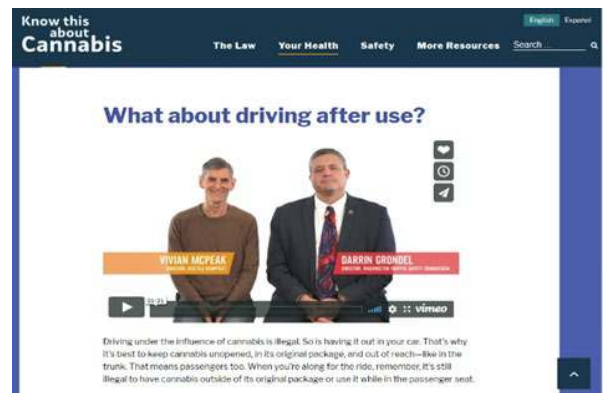 Know this
about
Cannabis
English Español
The Law Your Health Safety More Resources Search ...
What about driving after use?
VIVIAN MCPEAK
DARRIN GRONDEL
DIRECTOR, WASHINGTON TRAFFIC SAFETY COMMISSION
vimeo
Driving under the influence of cannabis is illegal. So is having it out in your car. That's why
it's best to keep cannabis unopened, in its original package, and out of reach—like in the
trunk. That means passengers too. When you're along for the ride, remember, it's still
illegal to have cannabis outside of its original package or use it while in the passenger seat.